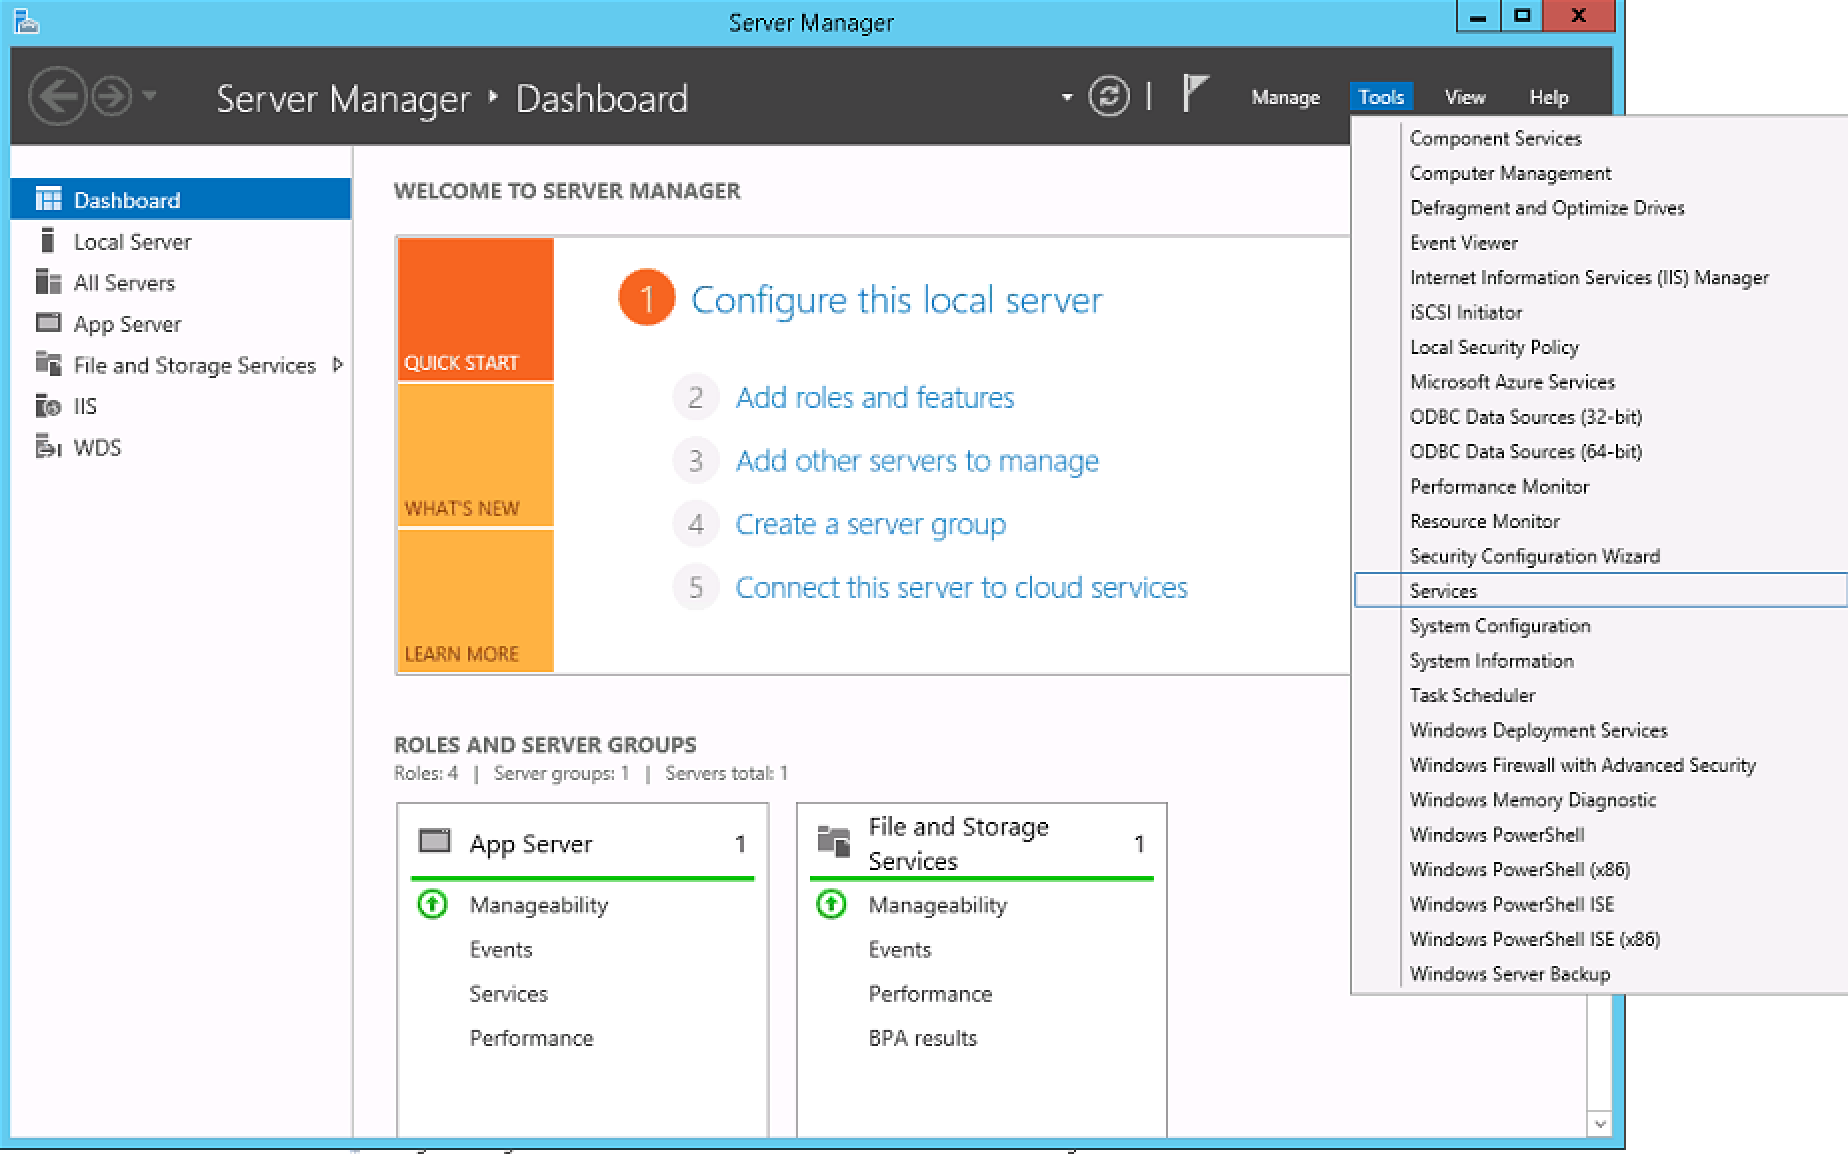 Server Manager
Server Manager ‣ Dashboard
Manage Tools View Help
Dashboard
Local Server
All Servers
App Server
File and Storage Services
IIS
WDS
WELCOME TO SERVER MANAGER
QUICK START
WHAT'S NEW
LEARN MORE
1 Configure this local server
2 Add roles and features
3 Add other servers to manage
4 Create a server group
5 Connect this server to cloud services
ROLES AND SERVER GROUPS
Roles: 4 | Server groups: 1 | Servers total: 1
App Server 1
Manageability
Events
Services
Performance
File and Storage
Services 1
Manageability
Events
Performance
BPA results
Component Services
Computer Management
Defragment and Optimize Drives
Event Viewer
Internet Information Services (IIS) Manager
iSCSI Initiator
Local Security Policy
Microsoft Azure Services
ODBC Data Sources (32-bit)
ODBC Data Sources (64-bit)
Performance Monitor
Resource Monitor
Security Configuration Wizard
Services
System Configuration
System Information
Task Scheduler
Windows Deployment Services
Windows Firewall with Advanced Security
Windows Memory Diagnostic
Windows PowerShell
Windows PowerShell (x86)
Windows PowerShell ISE
Windows PowerShell ISE (x86)
Windows Server Backup